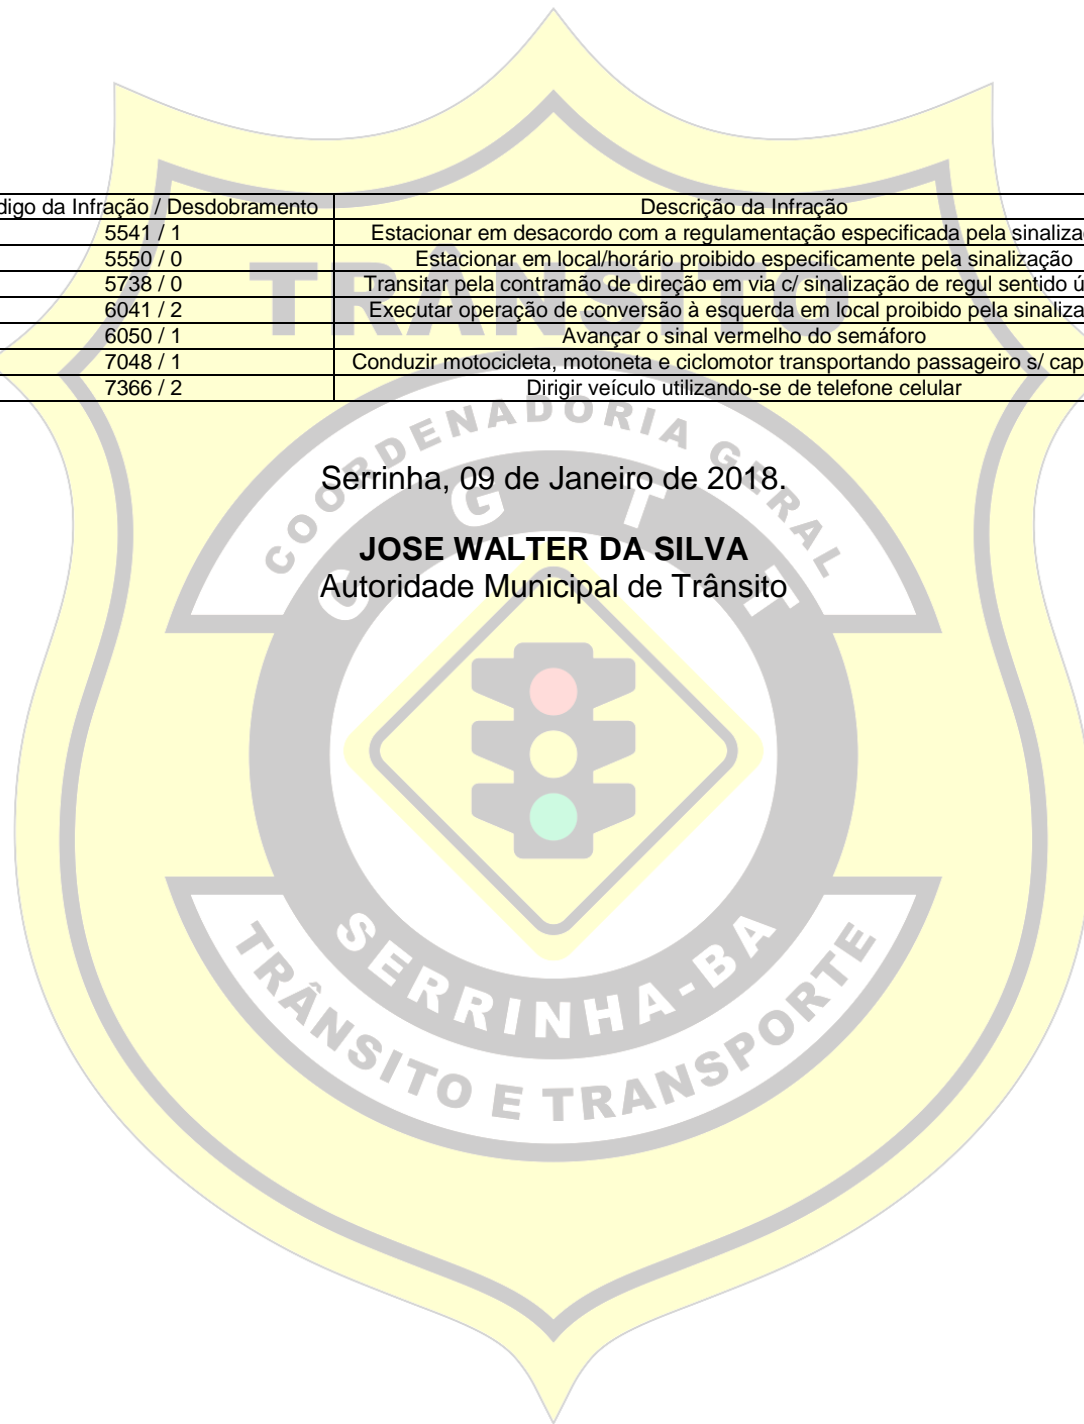 digo da Infração / Desdobramento Descrição da Infração
5541 / 1 Estacionar em desacordo com a regulamentação especificada pela
5550 / 0 Estacionar em local/horário proibido especificamente pela sinalização
5738 / 0 Transitar pela contramão de direção em via c/ sinalização de regul sentido
6041 / 2 Executar operação de conversão à esquerda em local proibido pela
6050 / 1 Avançar o sinal vermelho do semáforo
7048 / 1 Conduzir motocicleta, motoneta e ciclomotor transportando passageiro s/
7366 / 2 Dirigir veículo utilizando-se de telefone celular
TRÂNSITO
COORDENADORIA GERAL
CGTT
Serrinha, 09 de Janeiro de 2018.
JOSE WALTER DA SILVA
Autoridade Municipal de Trânsito
SERRINHA-BA
TRÂNSITO E TRANSPORTE